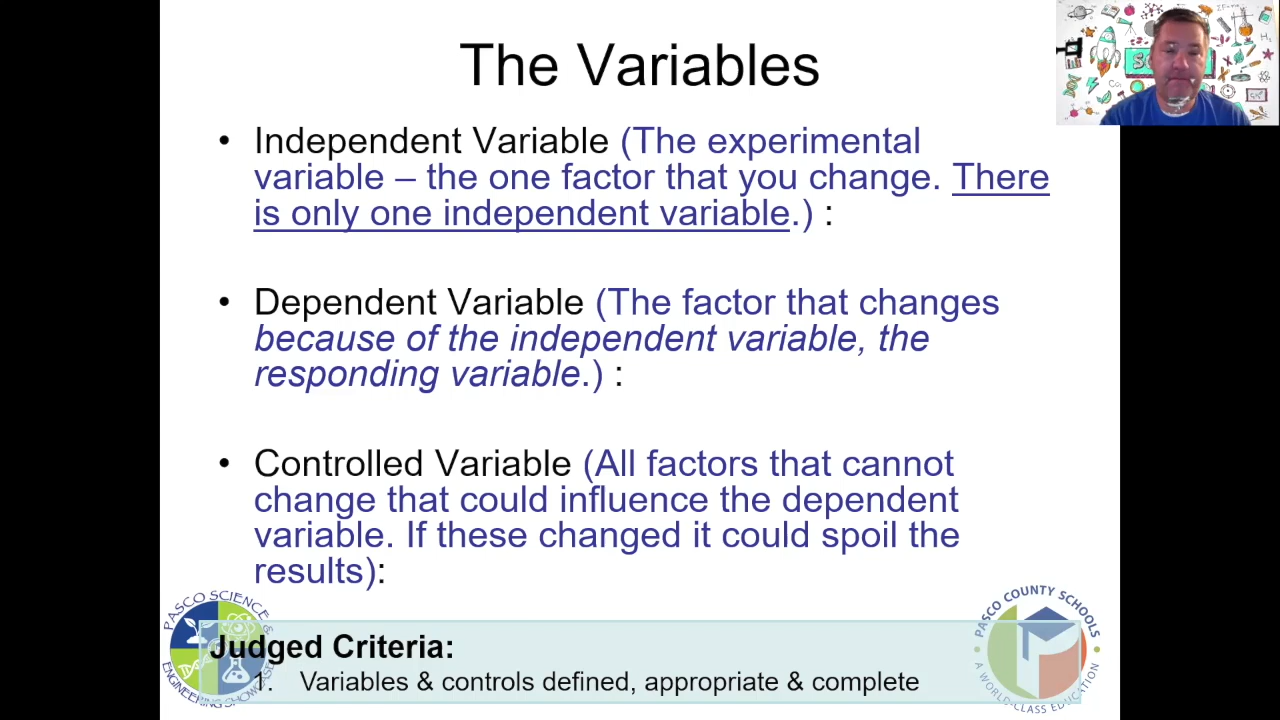 The Variables
• Independent Variable (The experimental
variable – the one factor that you change. There
is only one independent variable.) :
• Dependent Variable (The factor that changes
because of the independent variable, the
responding variable.) :
• Controlled Variable (All factors that cannot
change that could influence the dependent
variable. If these changed it could spoil the
results):
PASCO SCIENCE &
ENGINEERING SHOWCASE
Judged Criteria:
1. Variables & controls defined, appropriate & complete
PASCO COUNTY SCHOOLS
A WORLD-CLASS EDUCATION